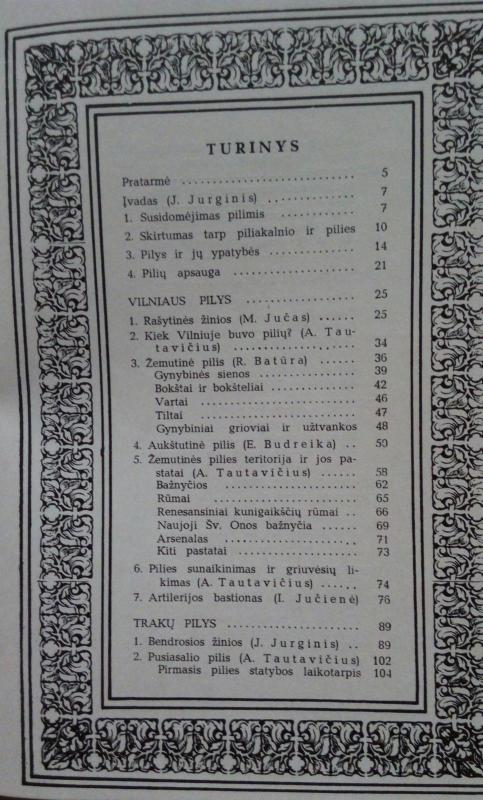 TURINYS
Pratarmė ........................... 5
Įvadas (J. Jurginis) .............. 7
1. Susidomėjimas pilimis ............ 7
2. Skirtumas tarp piliakalnio ir pilies 10
3. Pilys ir jų ypatybės .............. 14
4. Pilių apsauga .................... 21
VILNIAUS PILYS ................. 25
1. Rašytinės žinios (M. Jučas) ...... 25
2. Kiek Vilniuje buvo pilių? (A. Tau-
tavičius) .................... 34
3. Žemutinė pilis (R. Batūra) ....... 36
Gynybinės sienos ............... 39
Bokštai ir bokšteliai ............. 42
Vartai ......................... 46
Tiltai .......................... 47
Gynybiniai grioviai ir užtvankos 48
4. Aukštutinė pilis (E. Budreika) .. 50
5. Žemutinės pilies teritorija ir jos pa-
statai (A. Tautavičius) ....... 58
Bažnyčios .................... 62
Rūmai ...................... 65
Renesansiniai kunigaikščių rūmai .. 66
Naujoji Šv. Onos bažnyčia ...... 69
Arsenalas ..................... 71
Kiti pastatai .................. 73
6. Pilies sunaikinimas ir griuvėsių li-
kimas (A. Tautavičius) ...... 74
7. Artilerijos bastionas (I. Jučienė) 76
TRAKŲ PILYS ................... 89
1. Bendrosios žinios (J. Jurginis) .. 89
2. Pusiasalio pilis (A. Tautavičius) 102
Pirmasis pilies statybos laikotarpis 104